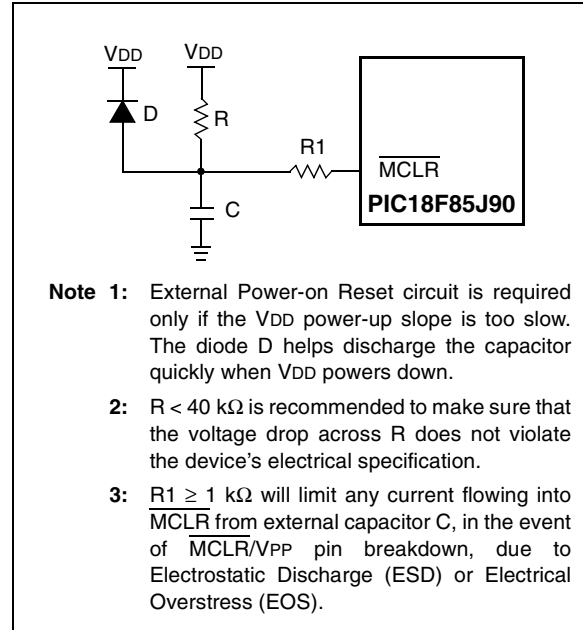 VDD VDD
D
R
R1
C
MCLR
PIC18F85J90
Note 1: External Power-on Reset circuit is required
only if the VDD power-up slope is too slow.
The diode D helps discharge the capacitor
quickly when VDD powers down.
2: R < 40 kΩ is recommended to make sure that
the voltage drop across R does not violate
the device's electrical specification.
3: R1 ≥ 1 kΩ will limit any current flowing into
MCLR from external capacitor C, in the event
of MCLR/VPP pin breakdown, due to
Electrostatic Discharge (ESD) or Electrical
Overstress (EOS).